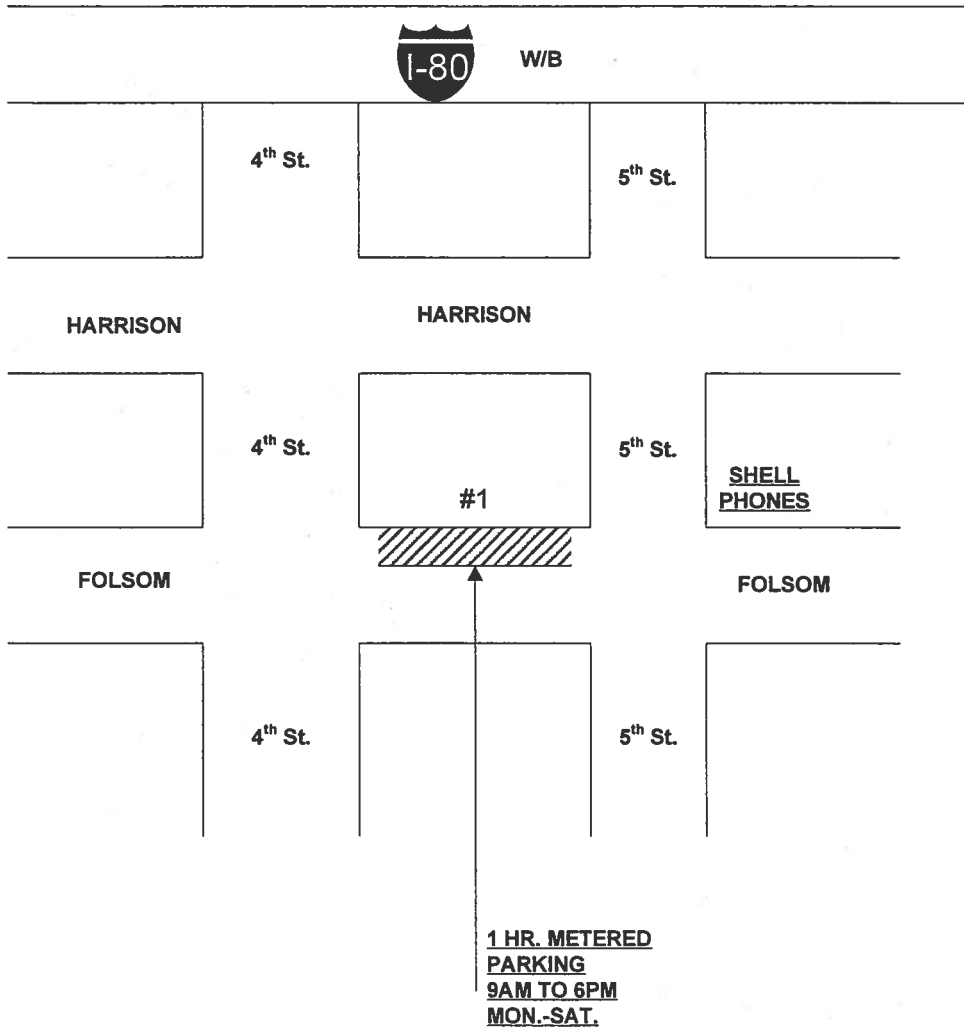 I-80
W/B
4th St.
5th St.
HARRISON
HARRISON
4th St.
5th St.
SHELL
PHONES
#1
FOLSOM
FOLSOM
4th St.
5th St.
1 HR. METERED
PARKING
9AM TO 6PM
MON.-SAT.